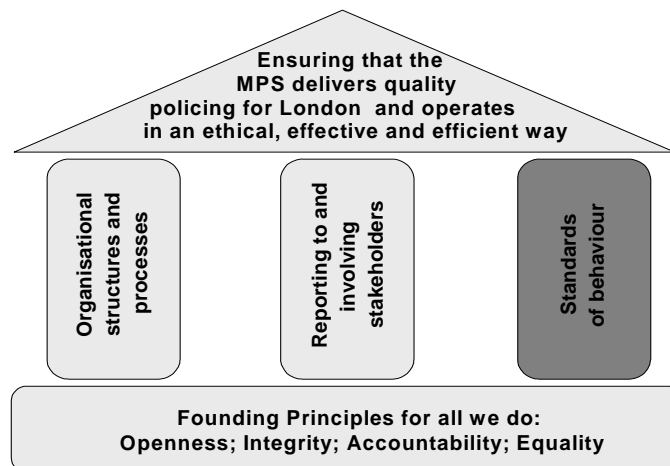 Ensuring that the
MPS delivers quality
policing for London and operates
in an ethical, effective and efficient way
Organisational
structures and
processes
Reporting to and
involving
stakeholders
Standards
of behaviour
Founding Principles for all we do:
Openness; Integrity; Accountability; Equality